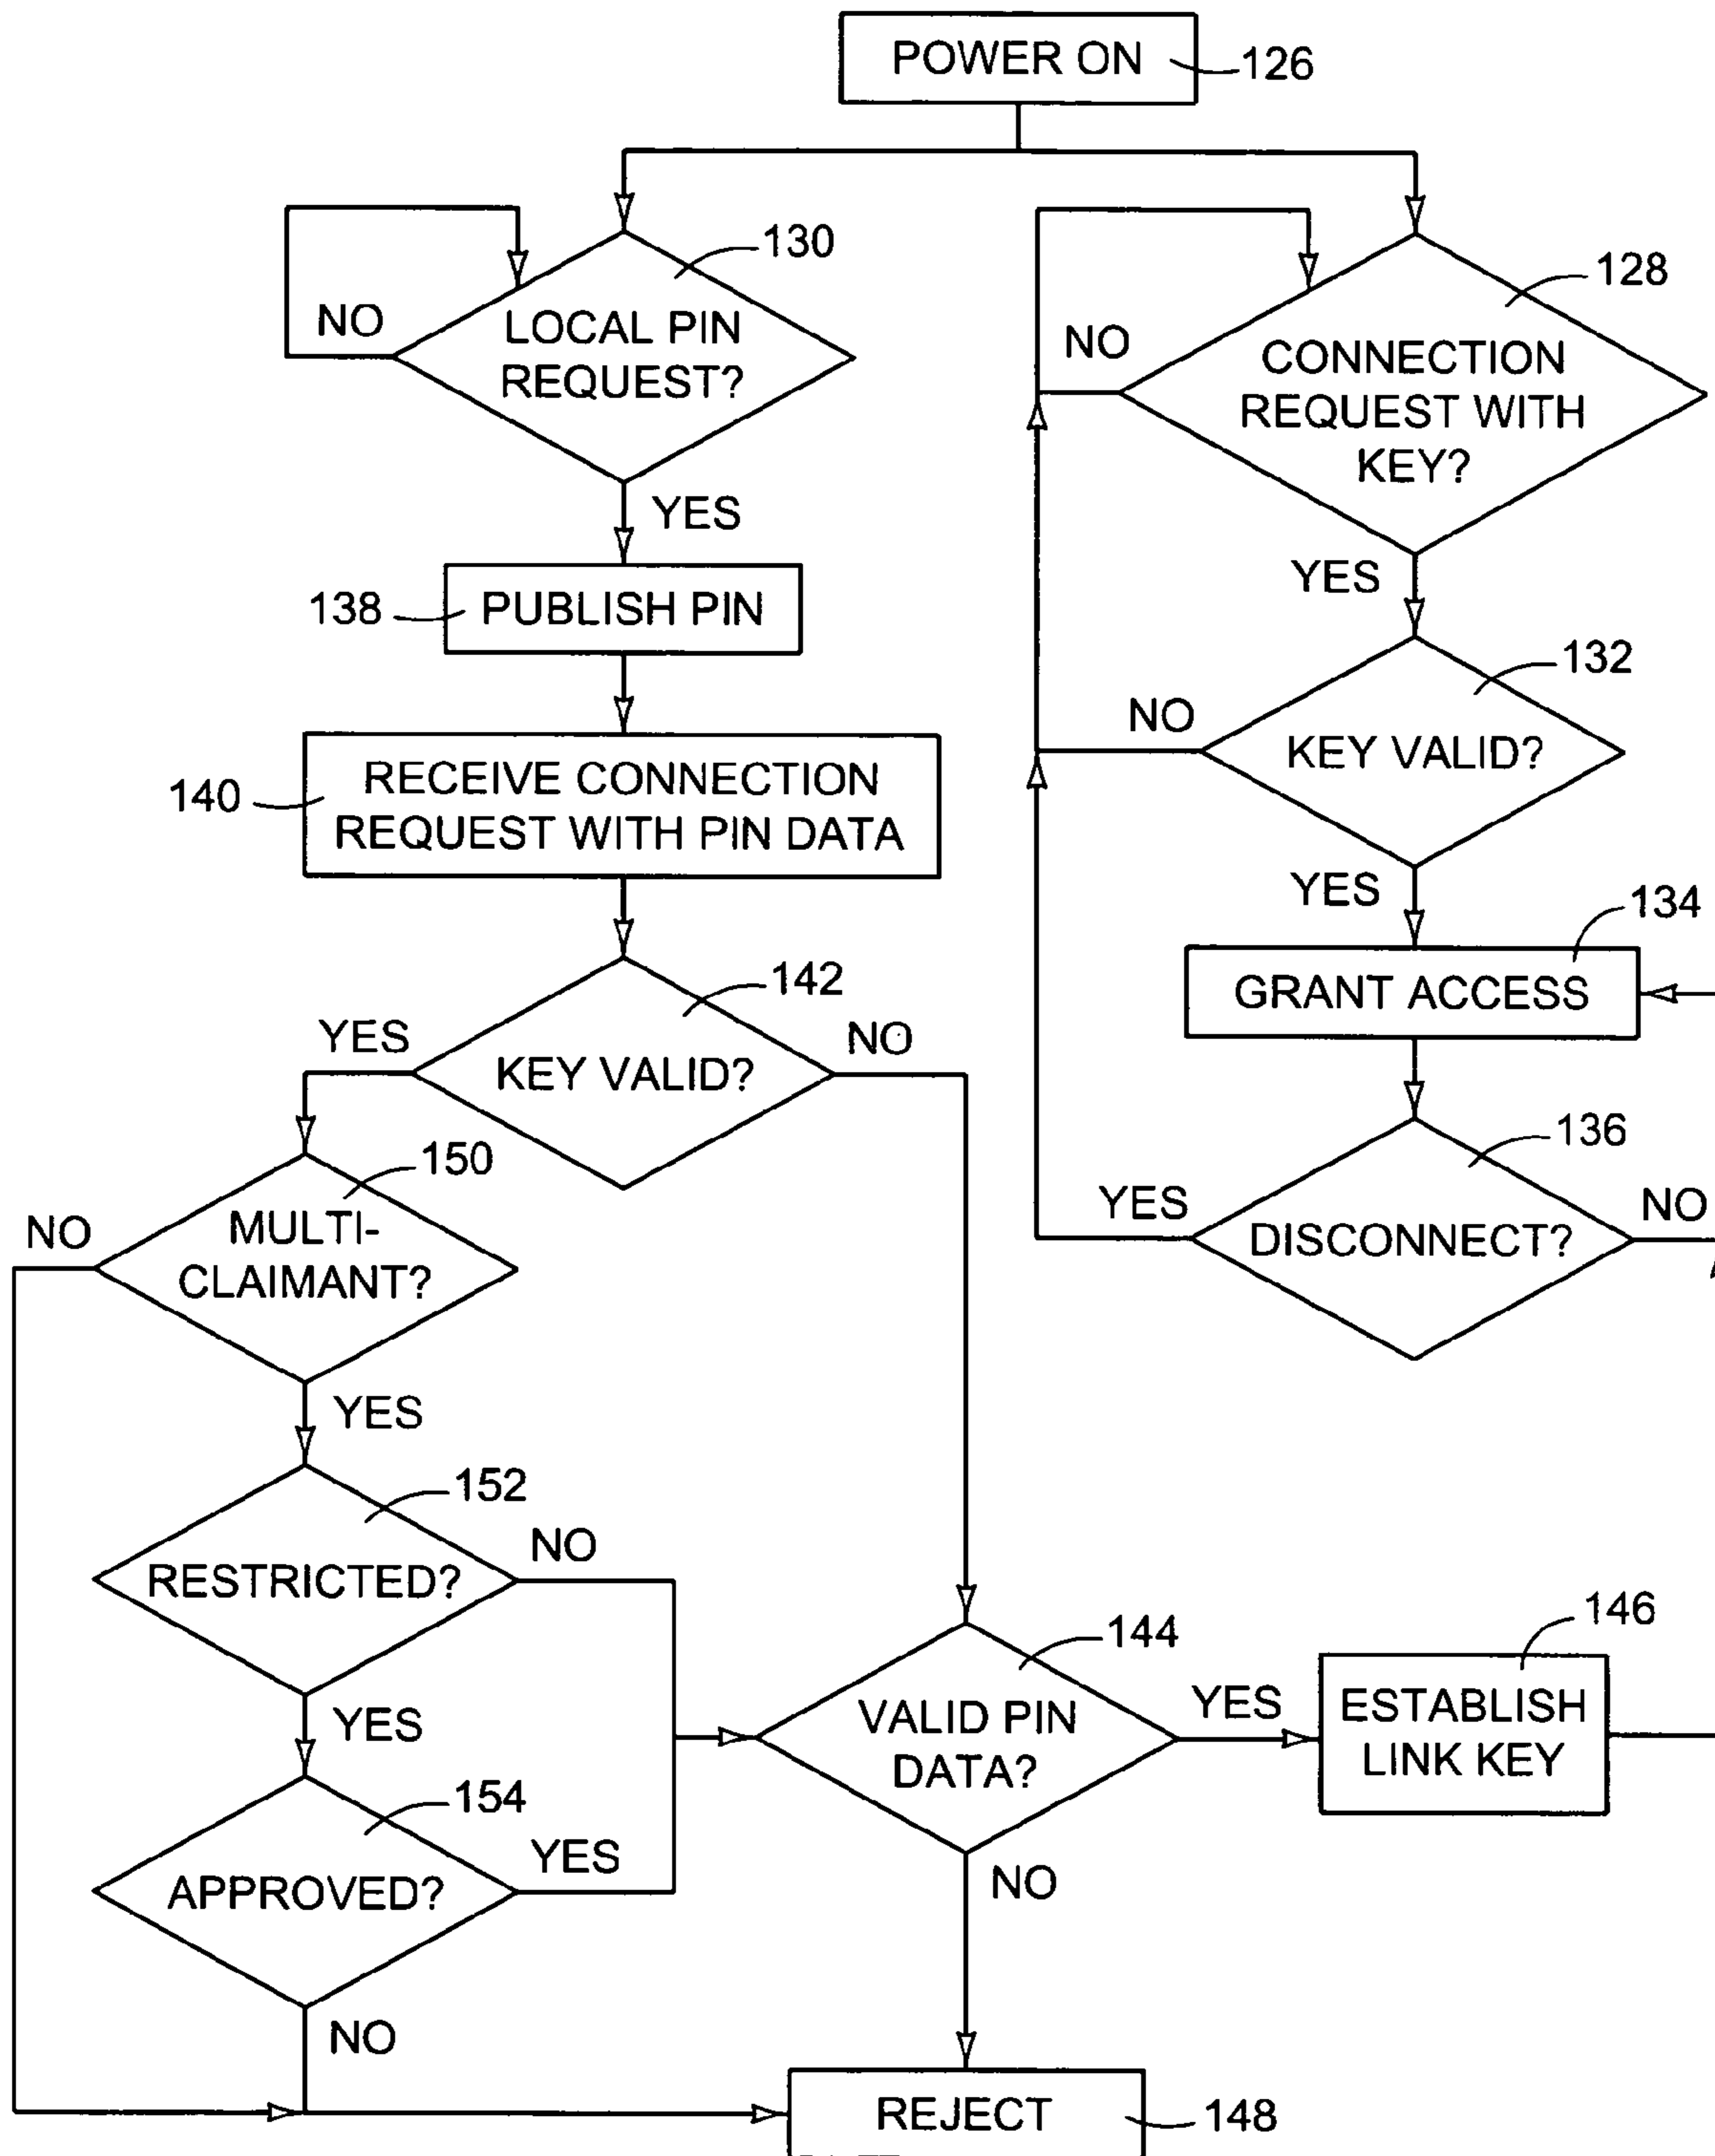 POWER ON
126
130
LOCAL PIN
REQUEST?
NO
YES
128
CONNECTION
REQUEST WITH
KEY?
NO
YES
138
PUBLISH PIN
132
KEY VALID?
NO
YES
140
RECEIVE CONNECTION
REQUEST WITH PIN DATA
134
GRANT ACCESS
142
KEY VALID?
YES
NO
136
DISCONNECT?
YES
NO
150
MULTI-
CLAIMANT?
NO
YES
152
RESTRICTED?
NO
YES
144
VALID PIN
DATA?
YES
NO
146
ESTABLISH
LINK KEY
154
APPROVED?
YES
NO
REJECT
148